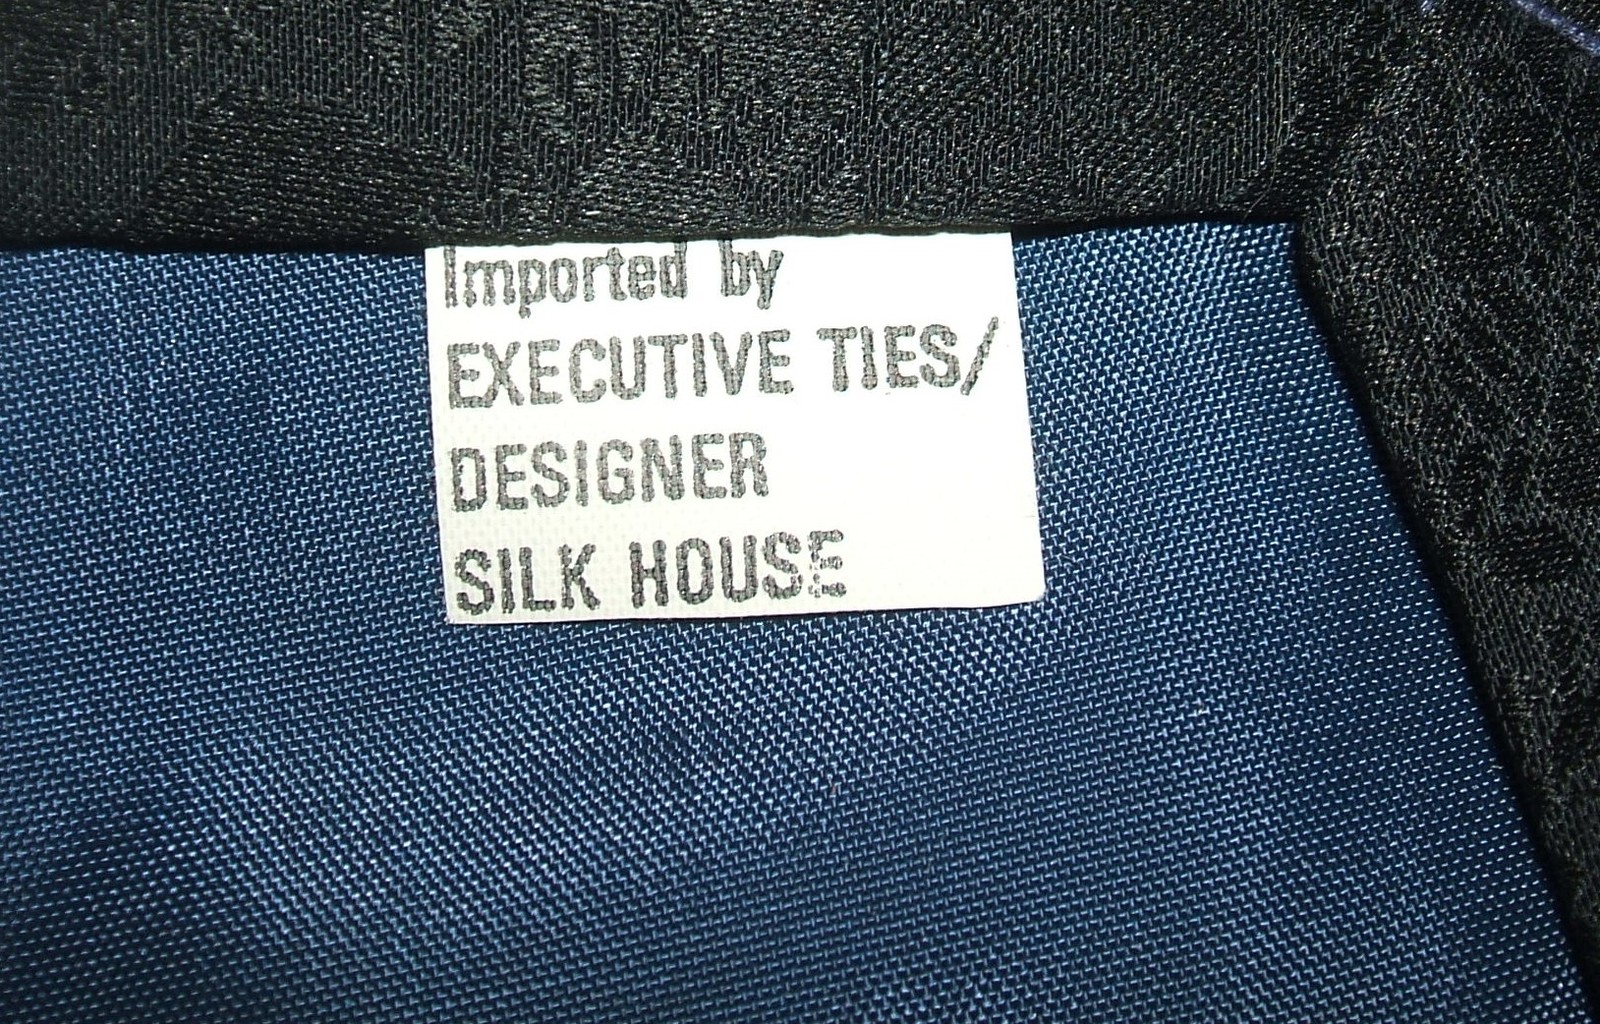 Imported by
EXECUTIVE TIES/
DESIGNER
SILK HOUSE